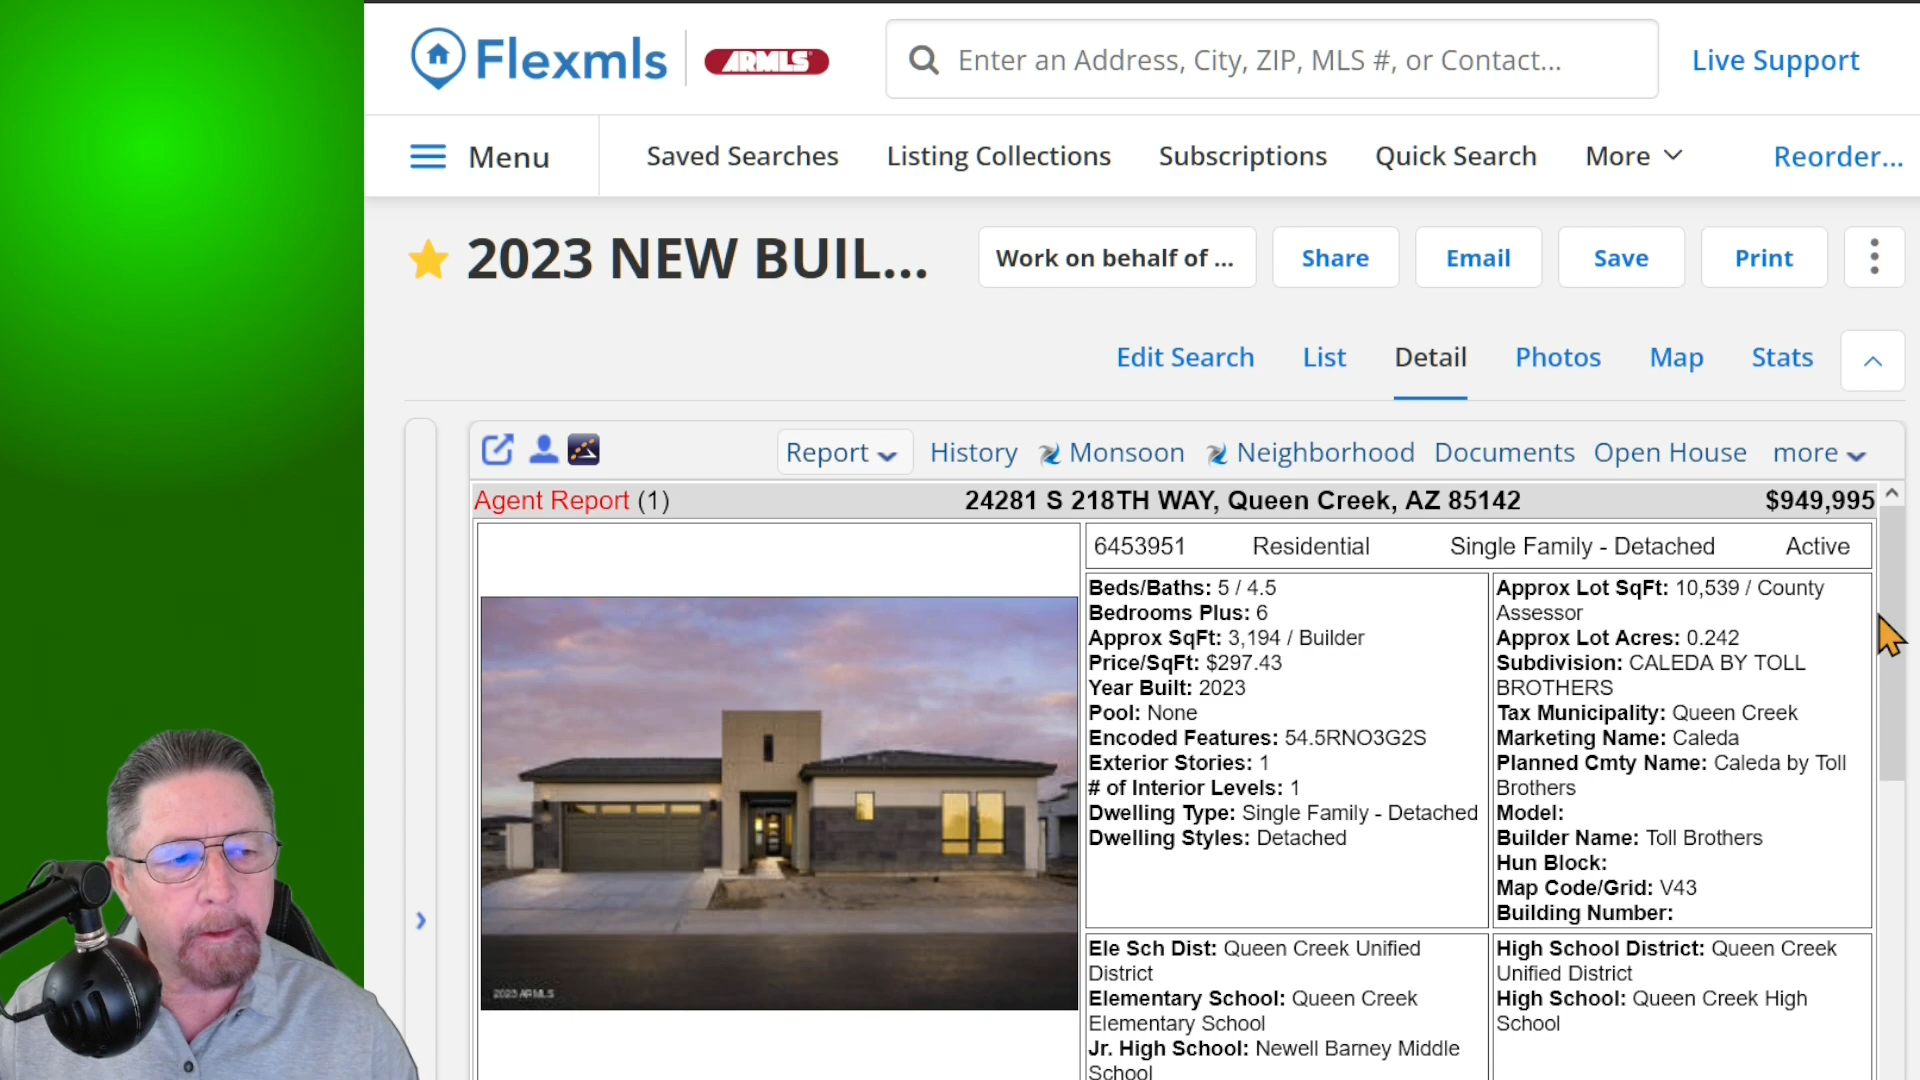 Flexmls
ARMLS
Enter an Address, City, ZIP, MLS #, or Contact...
Live Support
Menu
Saved Searches
Listing Collections
Subscriptions
Quick Search
More
Reorder...
2023 NEW BUIL...
Work on behalf of ...
Share
Email
Save
Print
Edit Search
List
Detail
Photos
Map
Stats
Report
History
Monsoon
Neighborhood
Documents
Open House
more
Agent Report (1)
24281 S 218TH WAY, Queen Creek, AZ 85142
$949,995
6453951
Residential
Single Family - Detached
Active
Beds/Baths: 5 / 4.5
Bedrooms Plus: 6
Approx SqFt: 3,194 / Builder
Price/SqFt: $297.43
Year Built: 2023
Pool: None
Encoded Features: 54.5RNO3G2S
Exterior Stories: 1
# of Interior Levels: 1
Dwelling Type: Single Family - Detached
Dwelling Styles: Detached
Approx Lot SqFt: 10,539 / County
Assessor
Approx Lot Acres: 0.242
Subdivision: CALEDA BY TOLL
BROTHERS
Tax Municipality: Queen Creek
Marketing Name: Caleda
Planned Cmty Name: Caleda by Toll
Brothers
Model:
Builder Name: Toll Brothers
Hun Block:
Map Code/Grid: V43
Building Number:
Ele Sch Dist: Queen Creek Unified
District
Elementary School: Queen Creek
Elementary School
Jr. High School: Newell Barney Middle
School
High School District: Queen Creek
Unified District
High School: Queen Creek High
School
2023 ARMLS